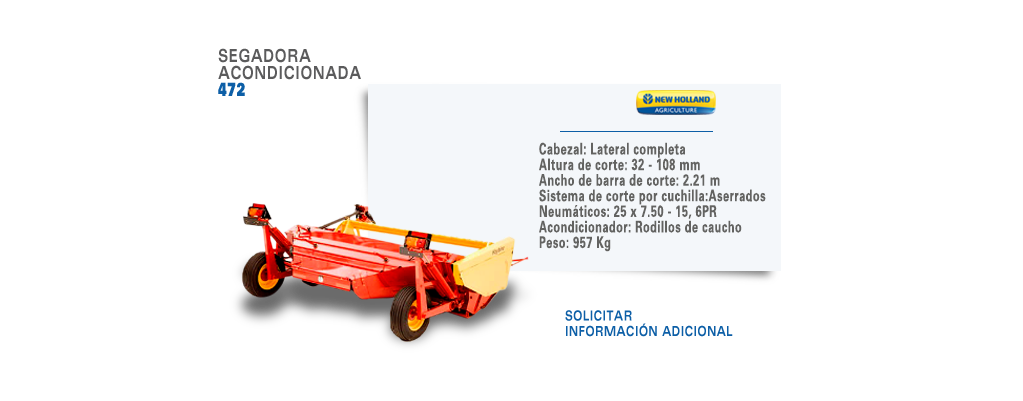 SEGADORA
ACONDICIONADA
472
NEW HOLLAND
AGRICULTURE
Cabezal: Lateral completa
Altura de corte: 32 - 108 mm
Ancho de barra de corte: 2.21 m
Sistema de corte por cuchilla:Aserrados
Neumáticos: 25 x 7.50 - 15, 6PR
Acondicionador: Rodillos de caucho
Peso: 957 Kg
SOLICITAR
INFORMACIÓN ADICIONAL